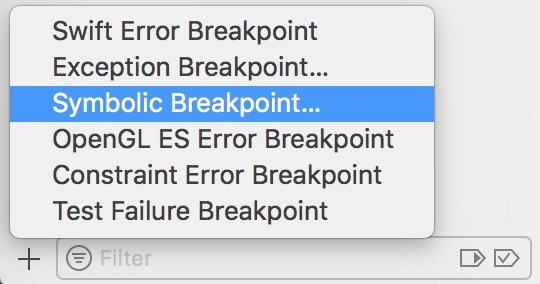 Swift Error Breakpoint
Exception Breakpoint...
Symbolic Breakpoint...
OpenGL ES Error Breakpoint
Constraint Error Breakpoint
Test Failure Breakpoint
Filter